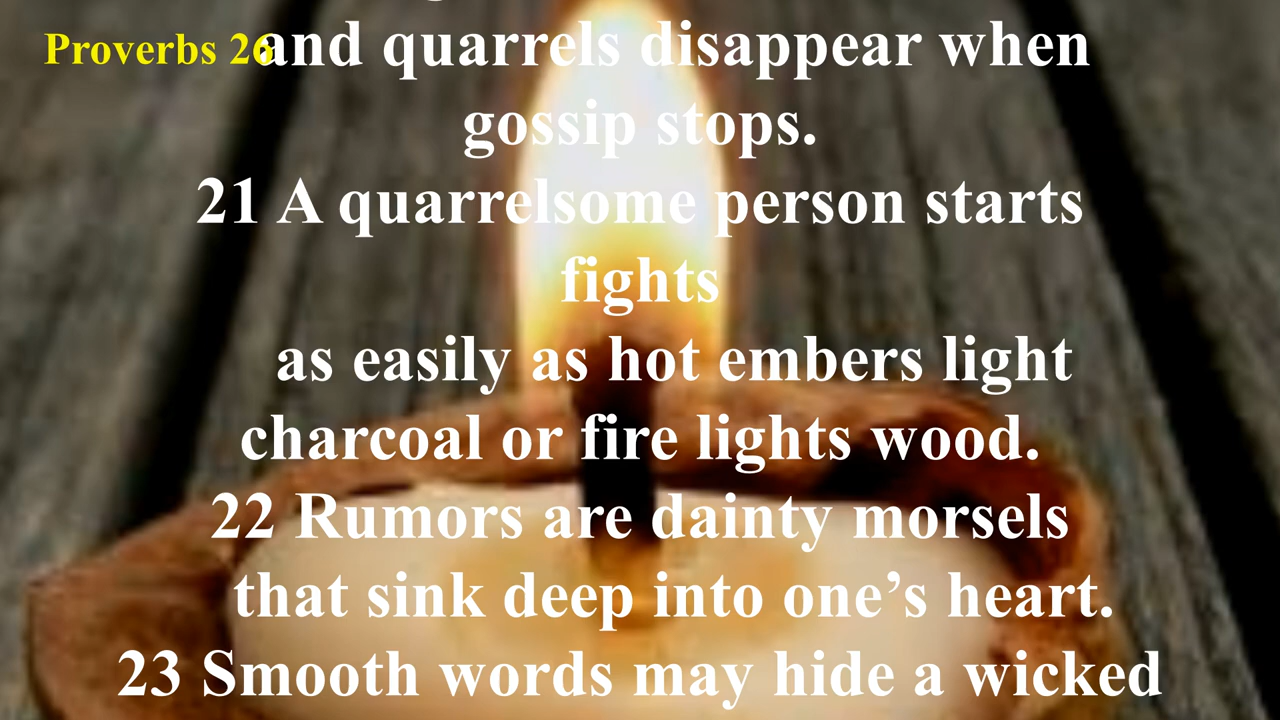 Proverbs 26
and quarrels disappear when
gossip stops.
21 A quarrelsome person starts
fights
as easily as hot embers light
charcoal or fire lights wood.
22 Rumors are dainty morsels
that sink deep into one’s heart.
23 Smooth words may hide a wicked